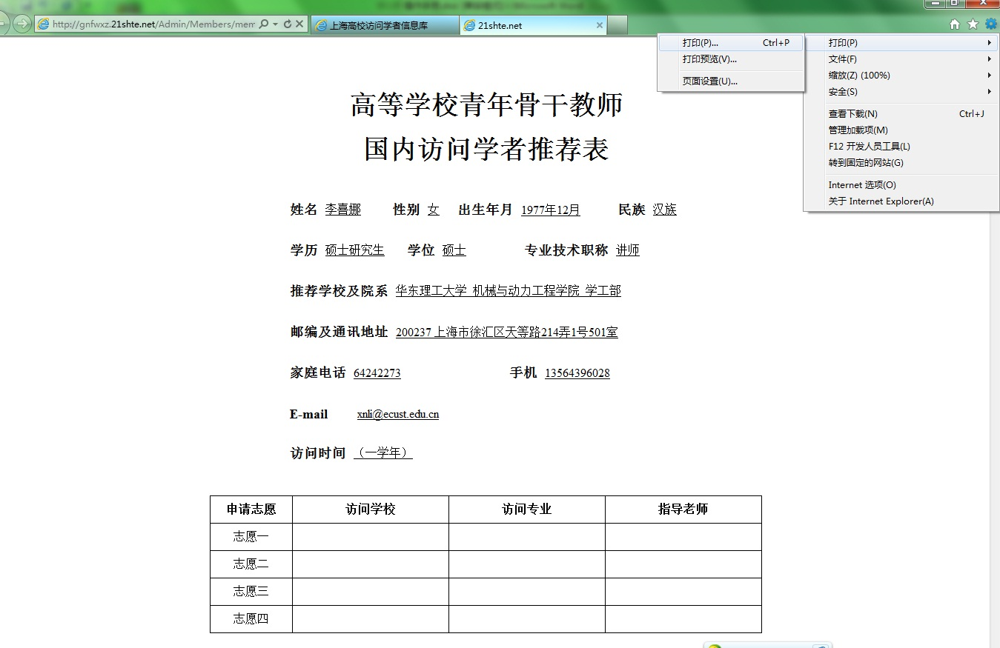 http://gnfwxz.21shte.net/Admin/Members/mem
上海高校访问学者信息库
21shte.net
打印(P)... Ctrl+P
打印预览(V)...
页面设置(U)...
打印(P)
文件(F)
缩放(Z) (100%)
安全(S)
查看下载(N) Ctrl+J
管理加载项(M)
F12 开发人员工具(L)
转到固定的网站(G)
Internet 选项(O)
关于 Internet Explorer(A)
高等学校青年骨干教师
国内访问学者推荐表
姓名 李喜娜 性别 女 出生年月 1977年12月 民族 汉族
学历 硕士研究生 学位 硕士 专业技术职称 讲师
推荐学校及院系 华东理工大学 机械与动力工程学院 学工部
邮编及通讯地址 200237 上海市徐汇区天等路214弄1号501室
家庭电话 64242273 手机 13564396028
E-mail xnli@ecust.edu.cn
访问时间 （一学年）
申请志愿 访问学校 访问专业 指导老师
志愿一
志愿二
志愿三
志愿四